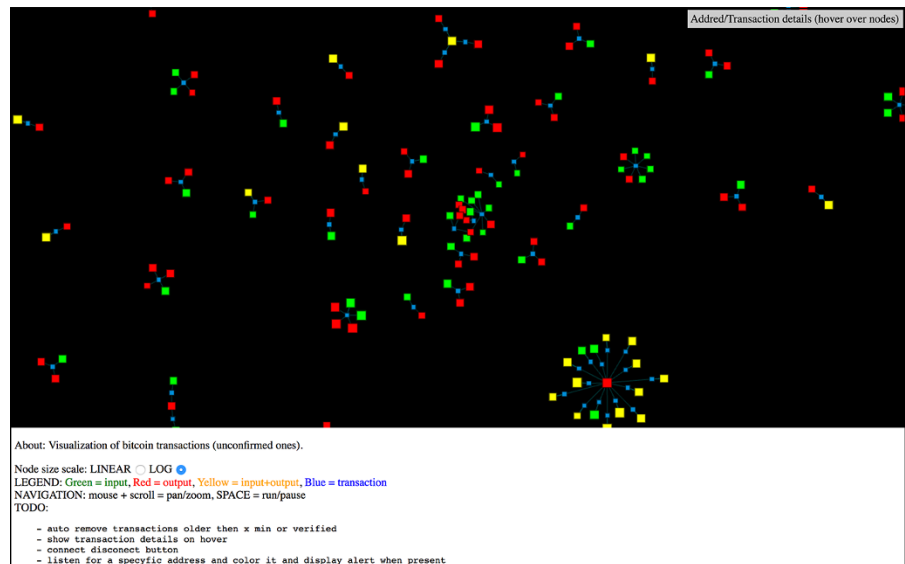 Addred/Transaction details (hover over nodes)
About: Visualization of bitcoin transactions (unconfirmed ones).
Node size scale: LINEAR LOG
LEGEND: Green = input, Red = output, Yellow = input+output, Blue = transaction
NAVIGATION: mouse + scroll = pan/zoom, SPACE = run/pause
TODO:
- auto remove transactions older then x min or verified
- show transaction details on hover
- connect disconect button
- listen for a specyfic address and color it and display alert when present